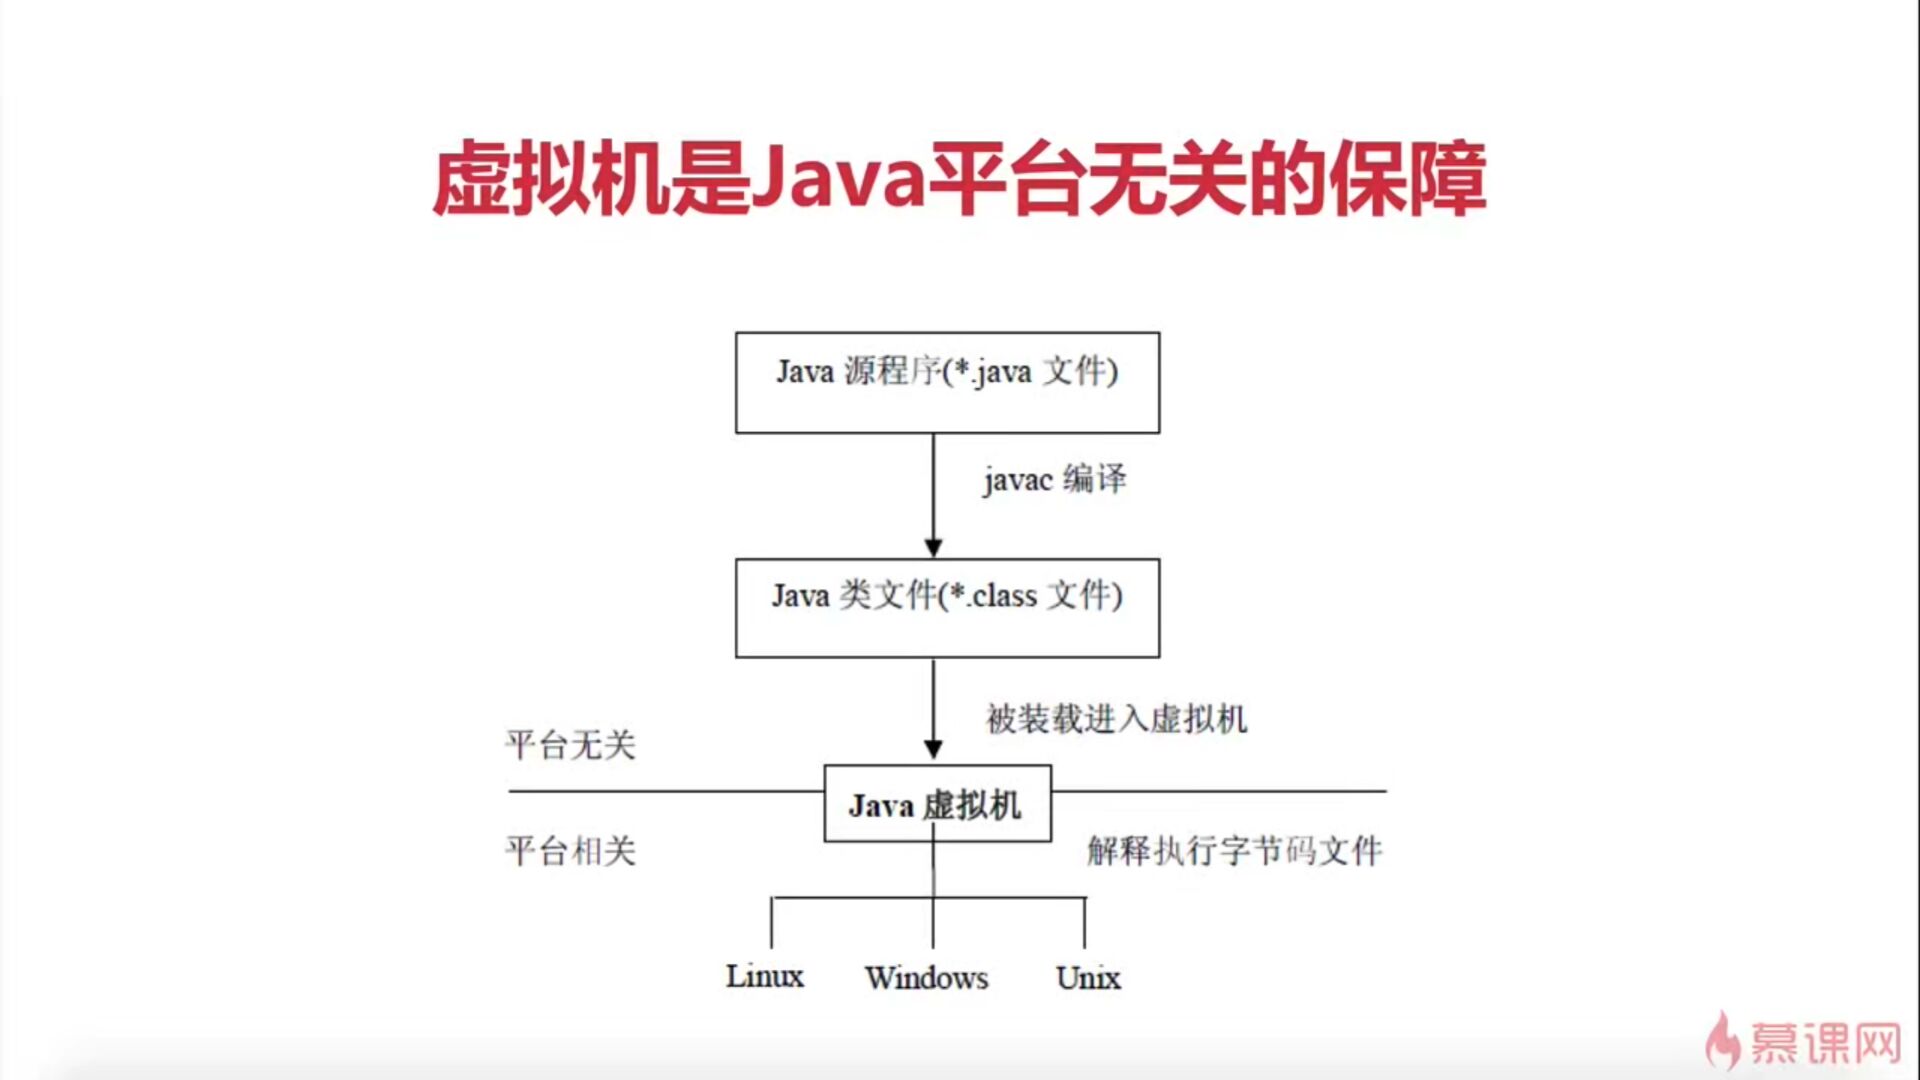 虚拟机是Java平台无关的保障
Java 源程序(*.java 文件)
javac 编译
Java 类文件(*.class 文件)
被装载进入虚拟机
平台无关
Java 虚拟机
平台相关
解释执行字节码文件
Linux
Windows
Unix
慕课网